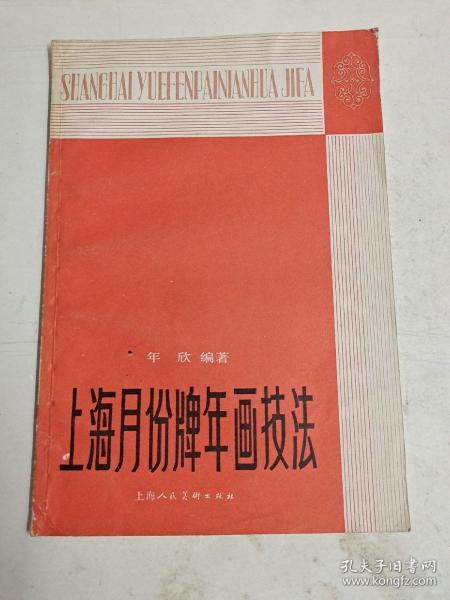 SHANGHAI YUEFENPAINIANHUA JIFA
年 欣 编著
上海月份牌年画技法
上海人民美術出版社
孔夫子旧书网
www.kongfz.com